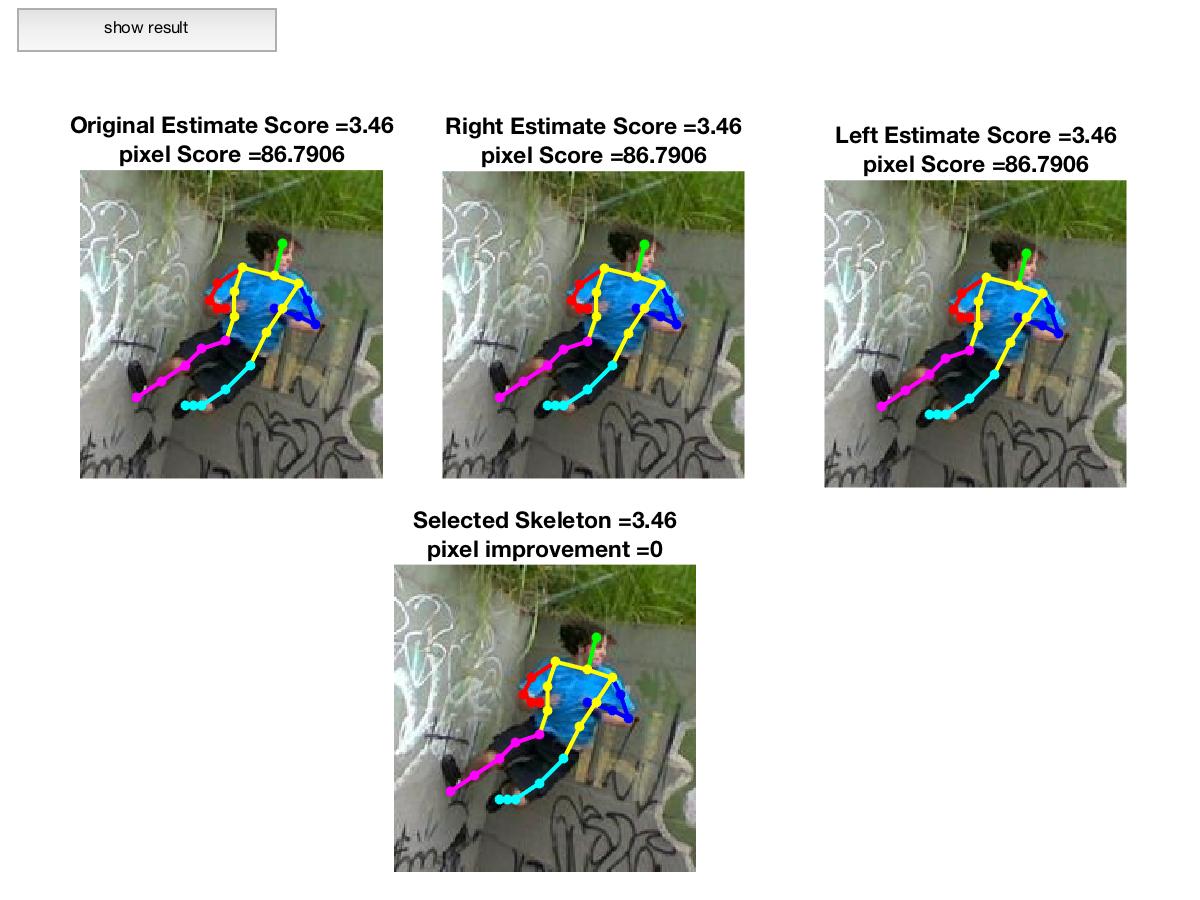 show result
Original Estimate Score =3.46
pixel Score =86.7906
Right Estimate Score =3.46
pixel Score =86.7906
Left Estimate Score =3.46
pixel Score =86.7906
Selected Skeleton =3.46
pixel improvement =0